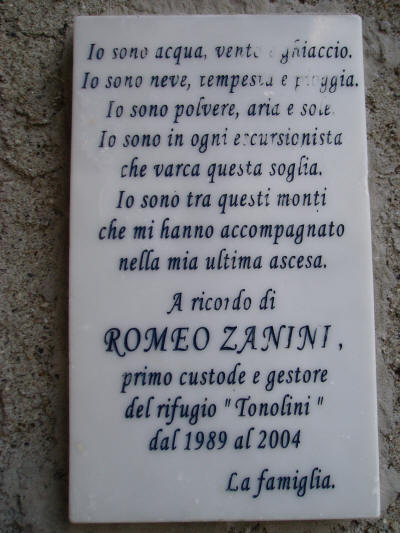 Io sono acqua, vento e ghiaccio.
Io sono neve, tempesta e pioggia.
Io sono polvere, aria e sole.
Io sono in ogni escursionista
che varca questa soglia.
Io sono tra questi monti
che mi hanno accompagnato
nella mia ultima ascesa.
A ricordo di
ROMEO ZANINI,
primo custode e gestore
del rifugio " Tonolini "
dal 1989 al 2004
La famiglia.